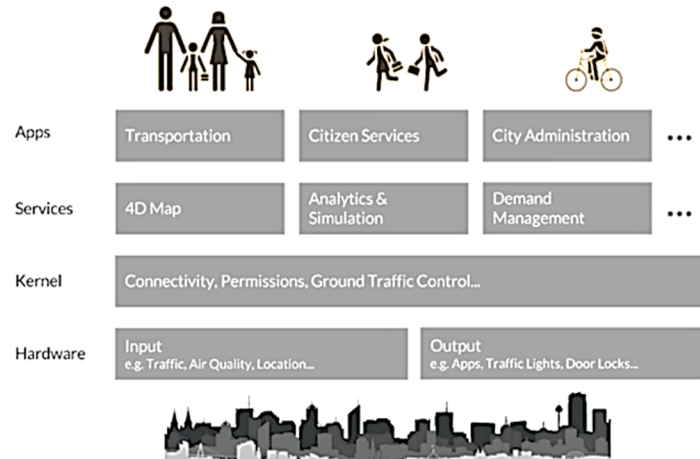 Apps
Transportation
Citizen Services
City Administration
...
Services
4D Map
Analytics &
Simulation
Demand
Management
...
Kernel
Connectivity, Permissions, Ground Traffic Control...
Hardware
Input
e.g. Traffic, Air Quality, Location...
Output
e.g. Apps, Traffic Lights, Door Locks...